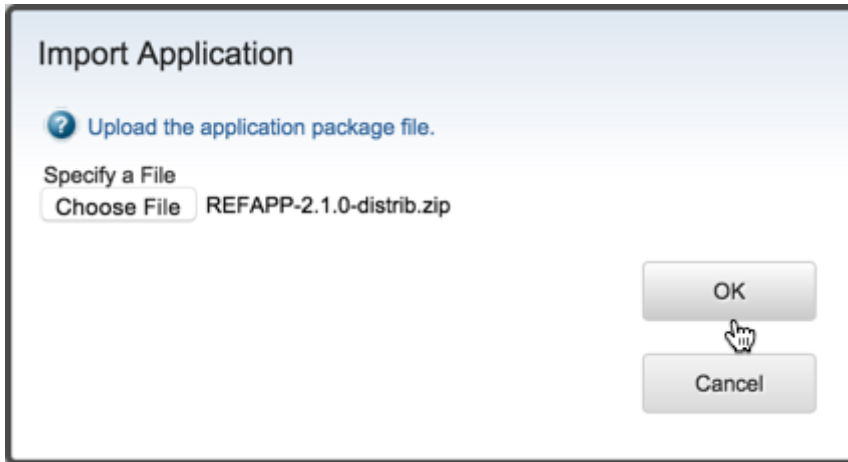 Import Application
? Upload the application package file.
Specify a File
Choose File REFAPP-2.1.0-distrib.zip
OK
Cancel